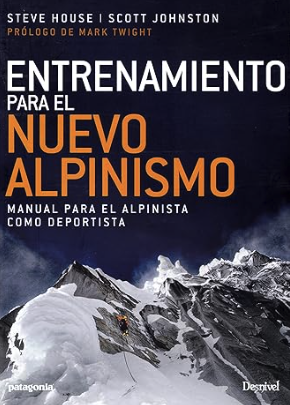 STEVE HOUSE | SCOTT JOHNSTON
PRÓLOGO DE MARK TWIGHT
ENTRENAMIENTO
PARA EL
NUEVO
ALPINISMO
MANUAL PARA EL ALPINISTA
COMO DEPORTISTA
patagonia
Desnivel